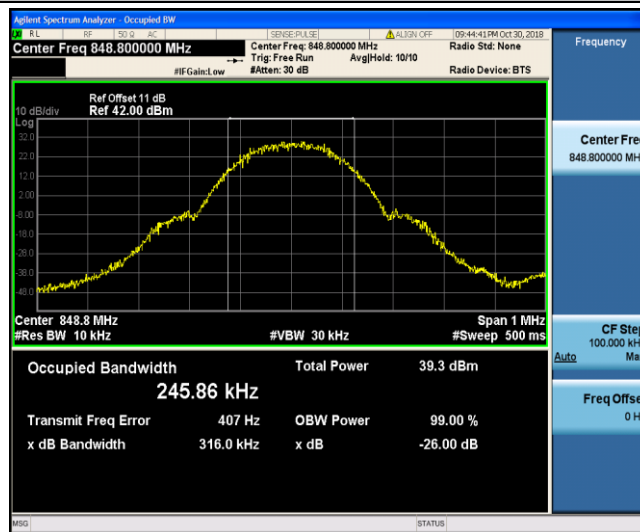 Agilent Spectrum Analyzer - Occupied BW
RL RF 50 Ω AC SENSE:PULSE ALIGN OFF 09:44:41 PM Oct 30, 2018
Center Freq 848.800000 MHz
Center Freq: 848.800000 MHz Radio Std: None
Trig: Free Run Avg|Hold: 10/10
#IFGain:Low #Atten: 30 dB Radio Device: BTS
Frequency
Ref Offset 11 dB
10 dB/div Ref 42.00 dBm
Log
32.0
22.0
12.0
2.00
-8.00
-18.0
-28.0
-38.0
-48.0
Center 848.8 MHz Span 1 MHz
#Res BW 10 kHz #VBW 30 kHz #Sweep 500 ms
Occupied Bandwidth Total Power 39.3 dBm
245.86 kHz
Transmit Freq Error 407 Hz OBW Power 99.00 %
x dB Bandwidth 316.0 kHz x dB -26.00 dB
Center Fre
848.800000 MH
CF Ste
100.000 kH
Auto Ma
Freq Offse
0 H
MSG STATUS